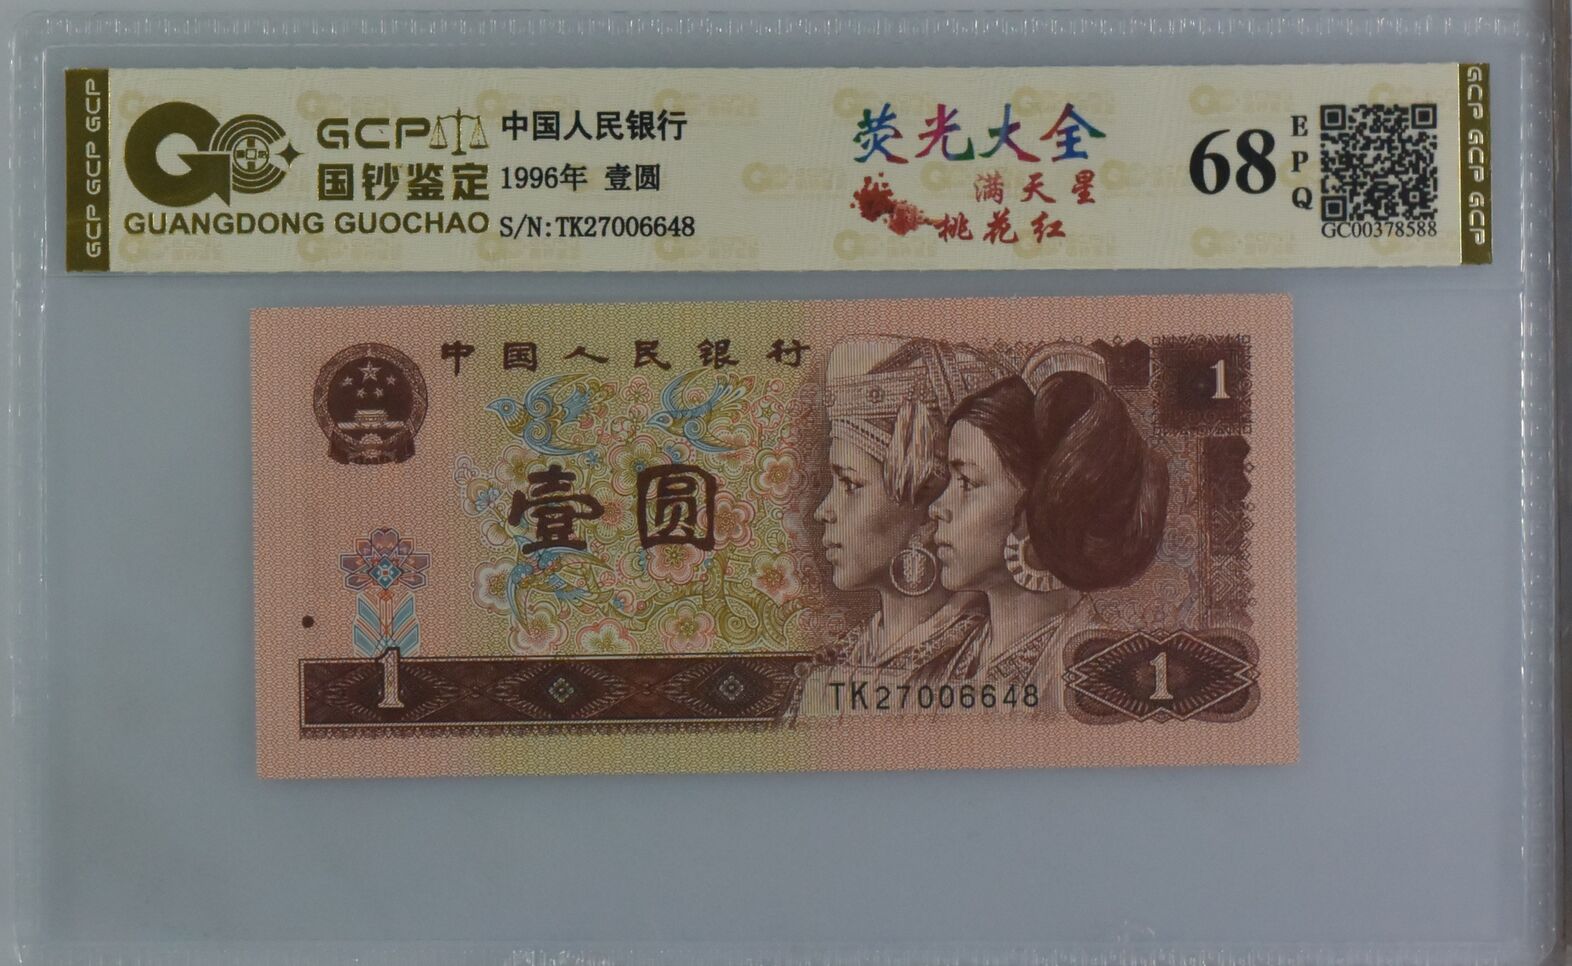 GCP GCP GCP
GCP
国钞鉴定
GUANGDONG GUOCHAO
中国人民银行
1996年 壹圆
S/N:TK27006648
荧光大全
满天星
桃花红
68
EPQ
GC00378588
GCP GCP GCP
中国人民银行
1
壹圆
1
TK27006648
1